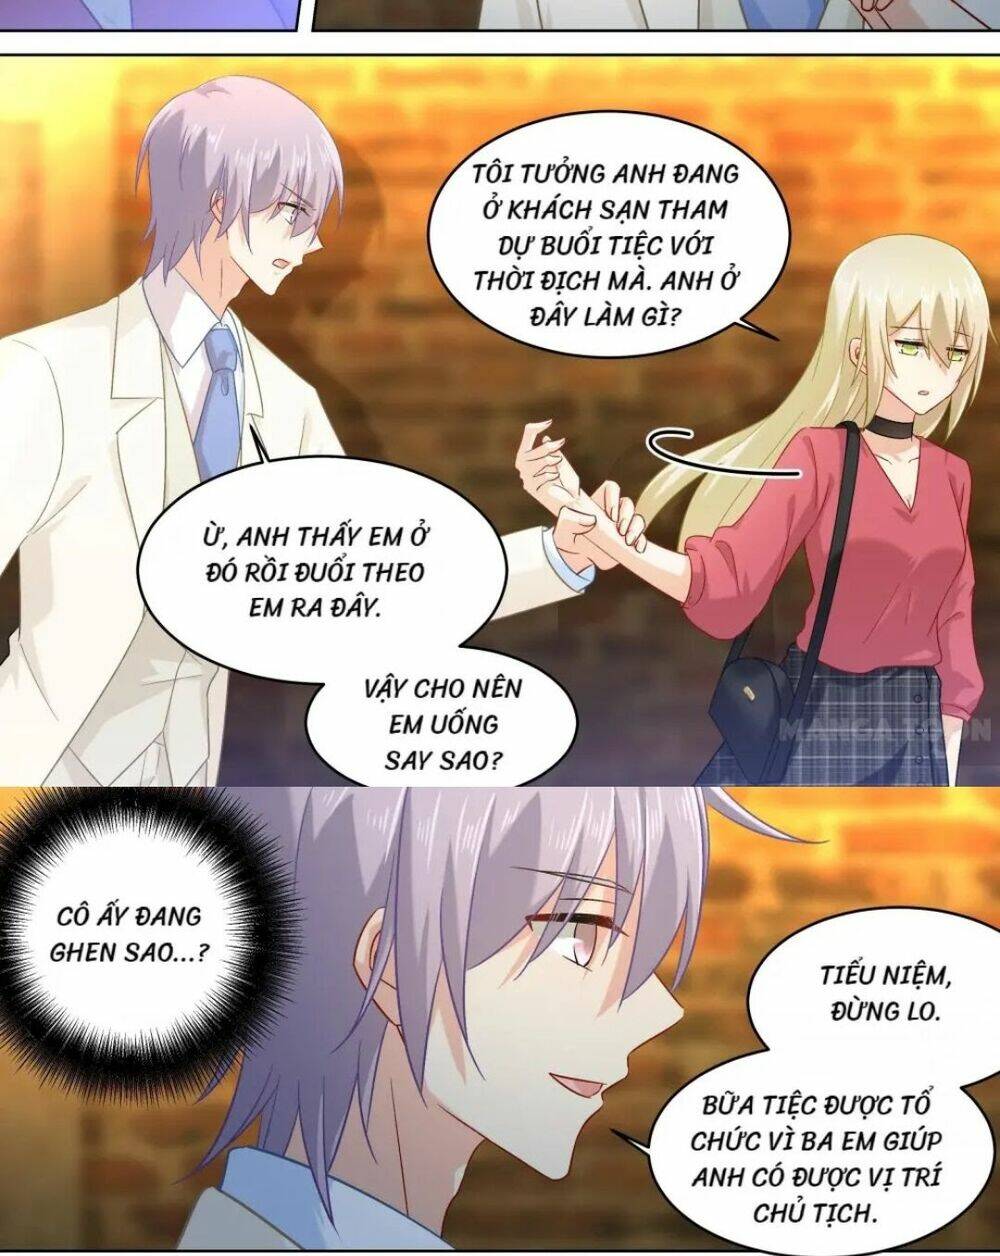 TÔI TƯỞNG ANH ĐANG
Ở KHÁCH SẠN THAM
DỰ BUỔI TIỆC VỚI
THỜI ĐỊCH MÀ. ANH Ở
ĐÂY LÀM GÌ?
Ừ, ANH THẤY EM Ở
ĐÓ RỒI ĐUỔI THEO
EM RA ĐÂY.
VẬY CHO NÊN
EM UỐNG
SAY SAO?
MANGATOON
CÔ ẤY ĐANG
GHEN SAO...?
TIỂU NIỆM,
ĐỪNG LO.
BỮA TIỆC ĐƯỢC TỔ
CHỨC VÌ BA EM GIÚP
ANH CÓ ĐƯỢC VỊ TRÍ
CHỦ TỊCH.